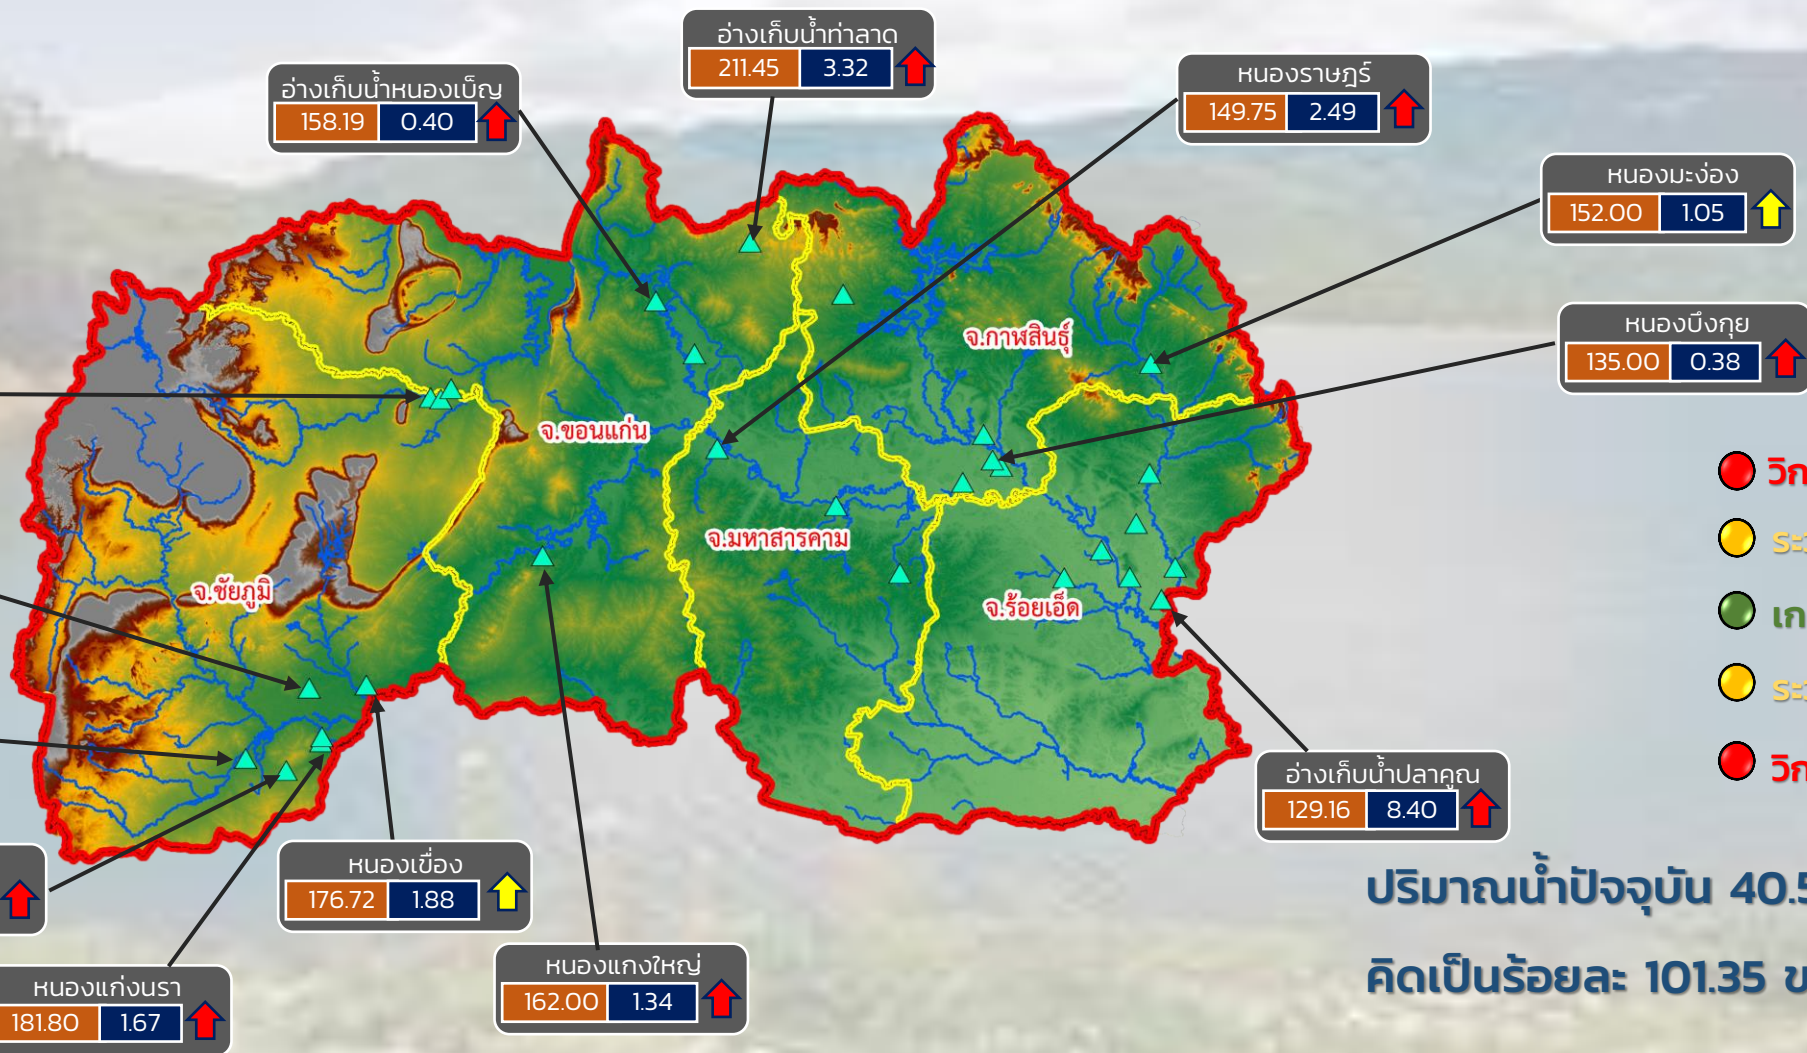 อ่างเก็บน้ำท่าลาด
211.45 3.32
อ่างเก็บน้ำหนองเบ็ญ
158.19 0.40
หนองราษฎร์
149.75 2.49
หนองมะง่อง
152.00 1.05
หนองบึงกุย
135.00 0.38
จ.กาฬสินธุ์
จ.ขอนแก่น
จ.มหาสารคาม
จ.ชัยภูมิ
จ.ร้อยเอ็ด
อ่างเก็บน้ำปลาคูณ
129.16 8.40
หนองเขื่อง
176.72 1.88
หนองแกงใหญ่
162.00 1.34
หนองแก่งนรา
181.80 1.67
ปริมาณน้ำปัจจุบัน 40.5
คิดเป็นร้อยละ 101.35 ข